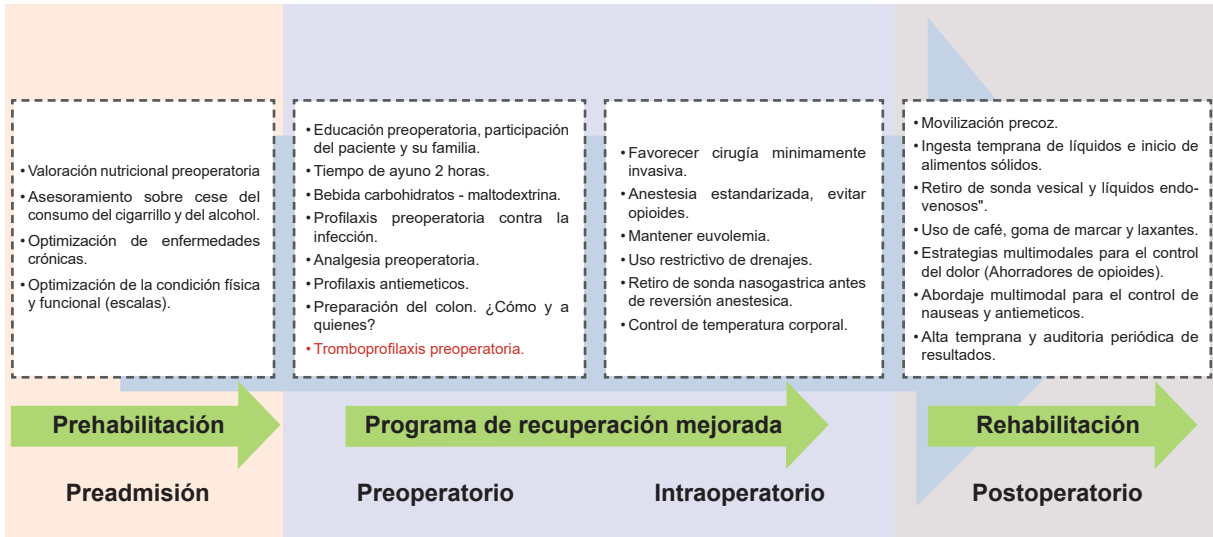 • Valoración nutricional preoperatoria
• Asesoramiento sobre cese del
consumo del cigarrillo y del alcohol.
• Optimización de enfermedades
crónicas.
• Optimización de la condición física
y funcional (escalas).
• Educación preoperatoria, participación
del paciente y su familia.
• Tiempo de ayuno 2 horas.
• Bebida carbohidratos - maltodextrina.
• Profilaxis preoperatoria contra la
infección.
• Analgesia preoperatoria.
• Profilaxis antiemeticos.
• Preparación del colon. ¿Cómo y a
quienes?
• Tromboprofilaxis preoperatoria.
• Favorecer cirugía minimamente
invasiva.
• Anestesia estandarizada, evitar
opioides.
• Mantener euvolemia.
• Uso restrictivo de drenajes.
• Retiro de sonda nasogastrica antes
de reversión anestesica.
• Control de temperatura corporal.
• Movilización precoz.
• Ingesta temprana de líquidos e inicio de
alimentos sólidos.
• Retiro de sonda vesical y líquidos endo-
venosos".
• Uso de café, goma de marcar y laxantes.
• Estrategias multimodales para el control
del dolor (Ahorradores de opioides).
• Abordaje multimodal para el control de
nauseas y antiemeticos.
• Alta temprana y auditoria periódica de
resultados.
Prehabilitación
Programa de recuperación mejorada
Rehabilitación
Preadmisión
Preoperatorio
Intraoperatorio
Postoperatorio